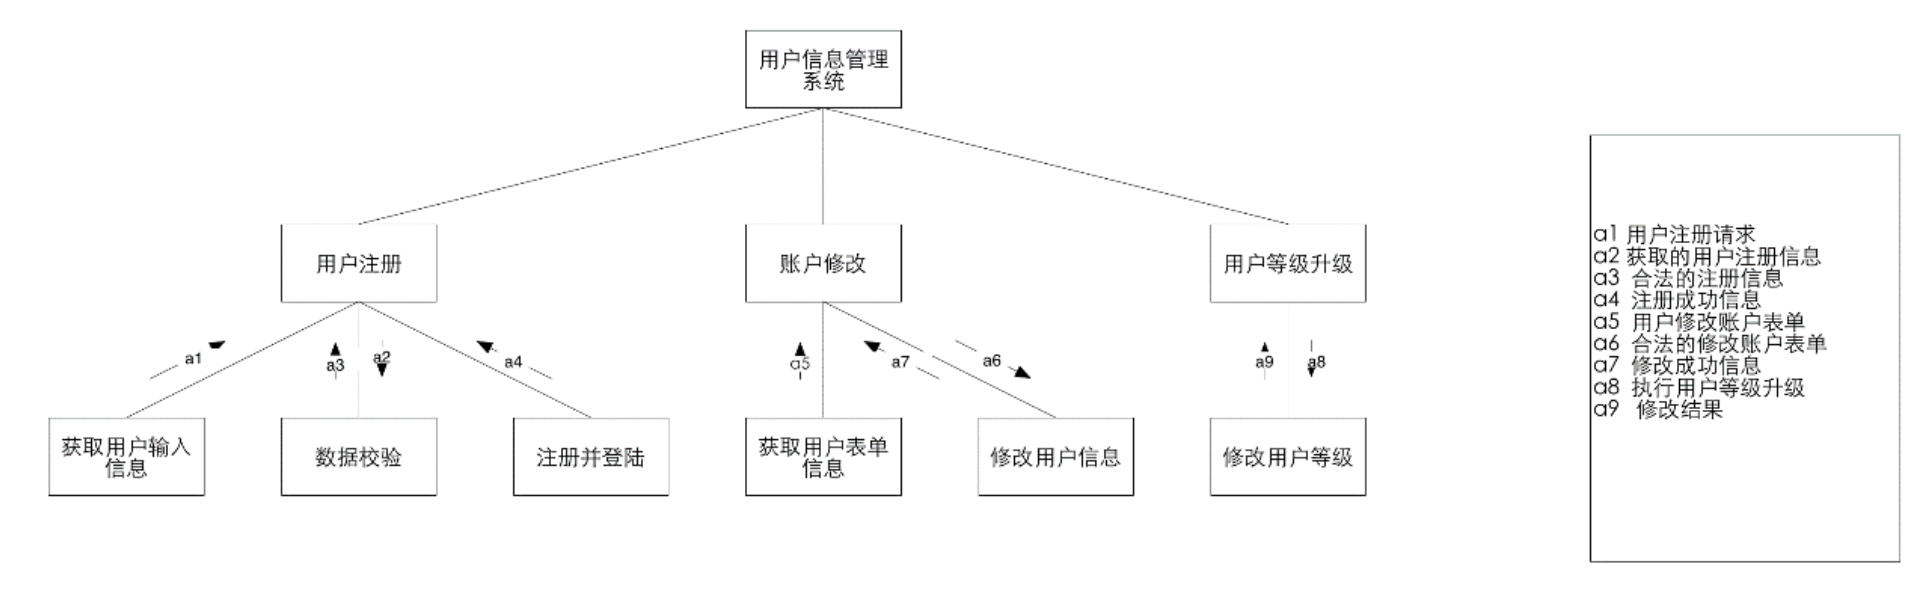 用户信息管理
系统
用户注册
账户修改
用户等级升级
a1
a3
a2
a4
a5
a7
a6
a9
a8
获取用户输入
信息
数据校验
注册并登陆
获取用户表单
信息
修改用户信息
修改用户等级
a1 用户注册请求
a2 获取的用户注册信息
a3 合法的注册信息
a4 注册成功信息
a5 用户修改账户表单
a6 合法的修改账户表单
a7 修改成功信息
a8 执行用户等级升级
a9 修改结果